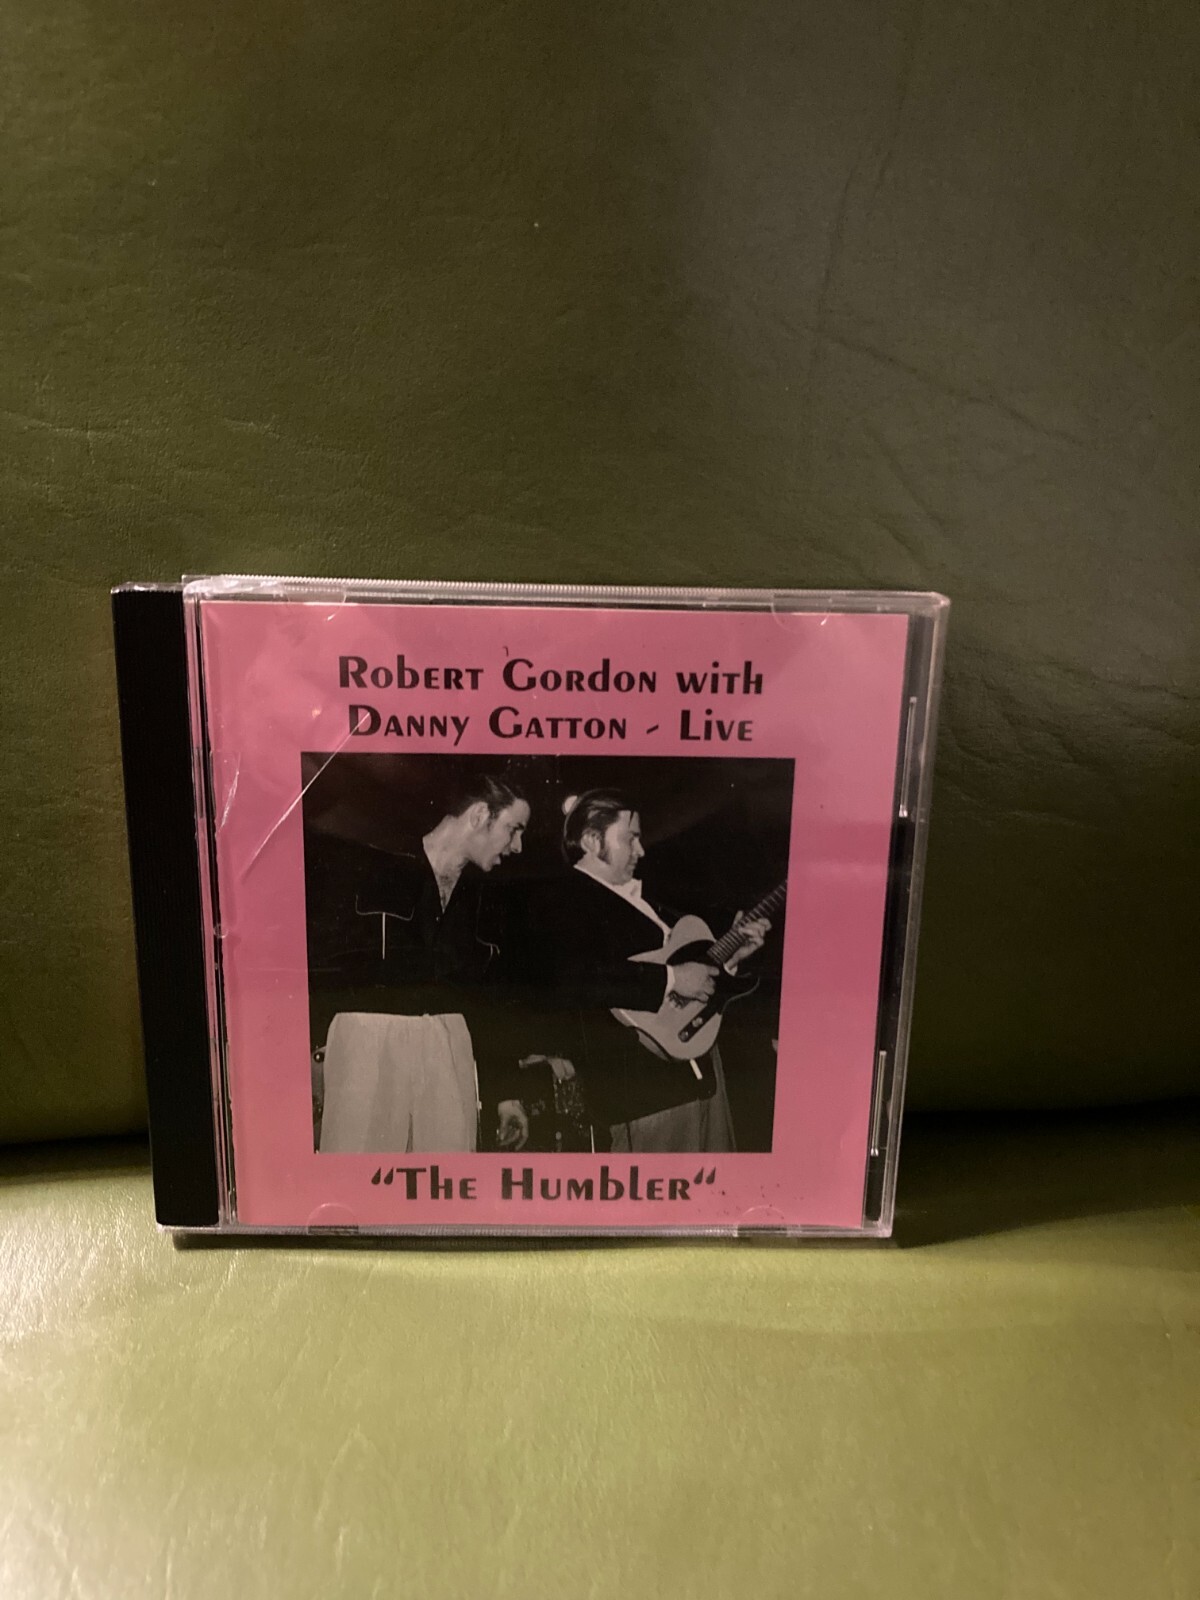 Robert Gordon with
Danny Gatton - Live
“The Humbler“